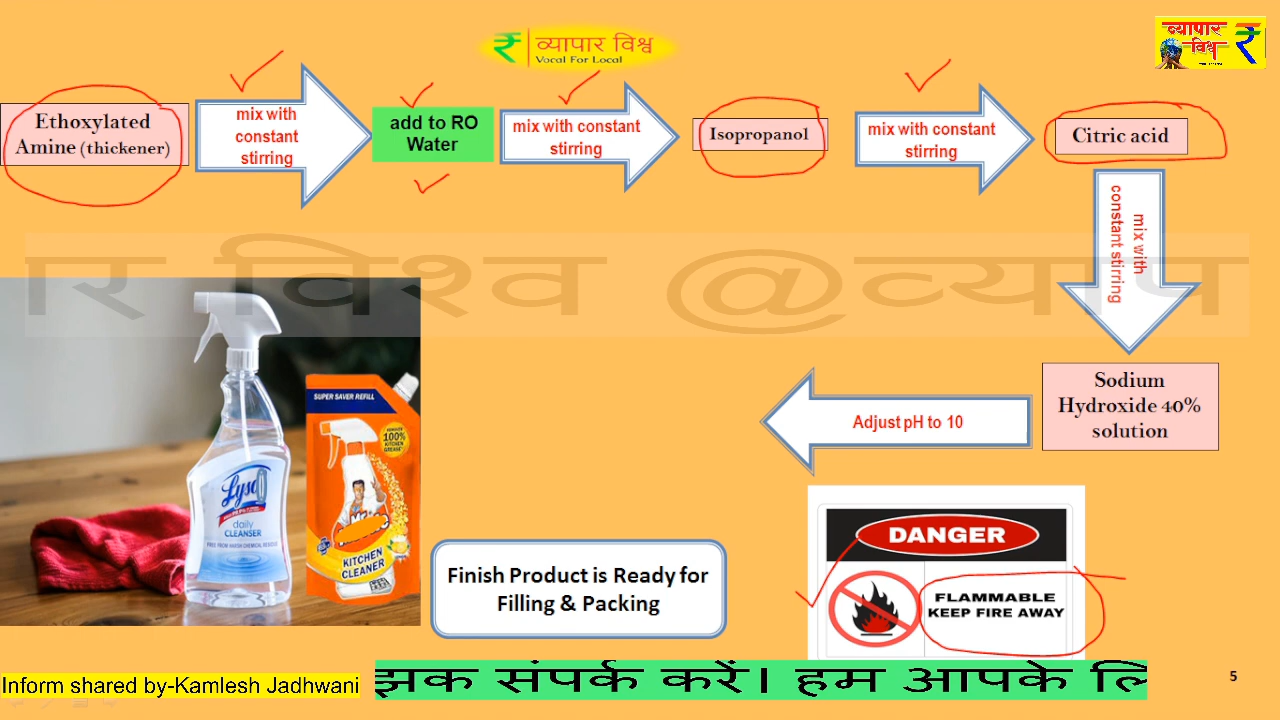 व्यापार विश्व
Vocal For Local
व्यापार
विश्व
Ethoxylated
Amine (thickener)
mix with
constant
stirring
add to RO
Water
mix with constant
stirring
Isopropanol
mix with constant
stirring
Citric acid
mix with
constant stirring
ार विश्व @व्याप
Sodium
Hydroxide 40%
solution
Adjust pH to 10
SUPER SAVER REFILL
100%
Lysol
daily
CLEANSER
KITCHEN
CLEANER
Finish Product is Ready for
Filling & Packing
DANGER
FLAMMABLE
KEEP FIRE AWAY
Inform shared by-Kamlesh Jadhwani
झक संपर्क करें। हम आपके लि
5